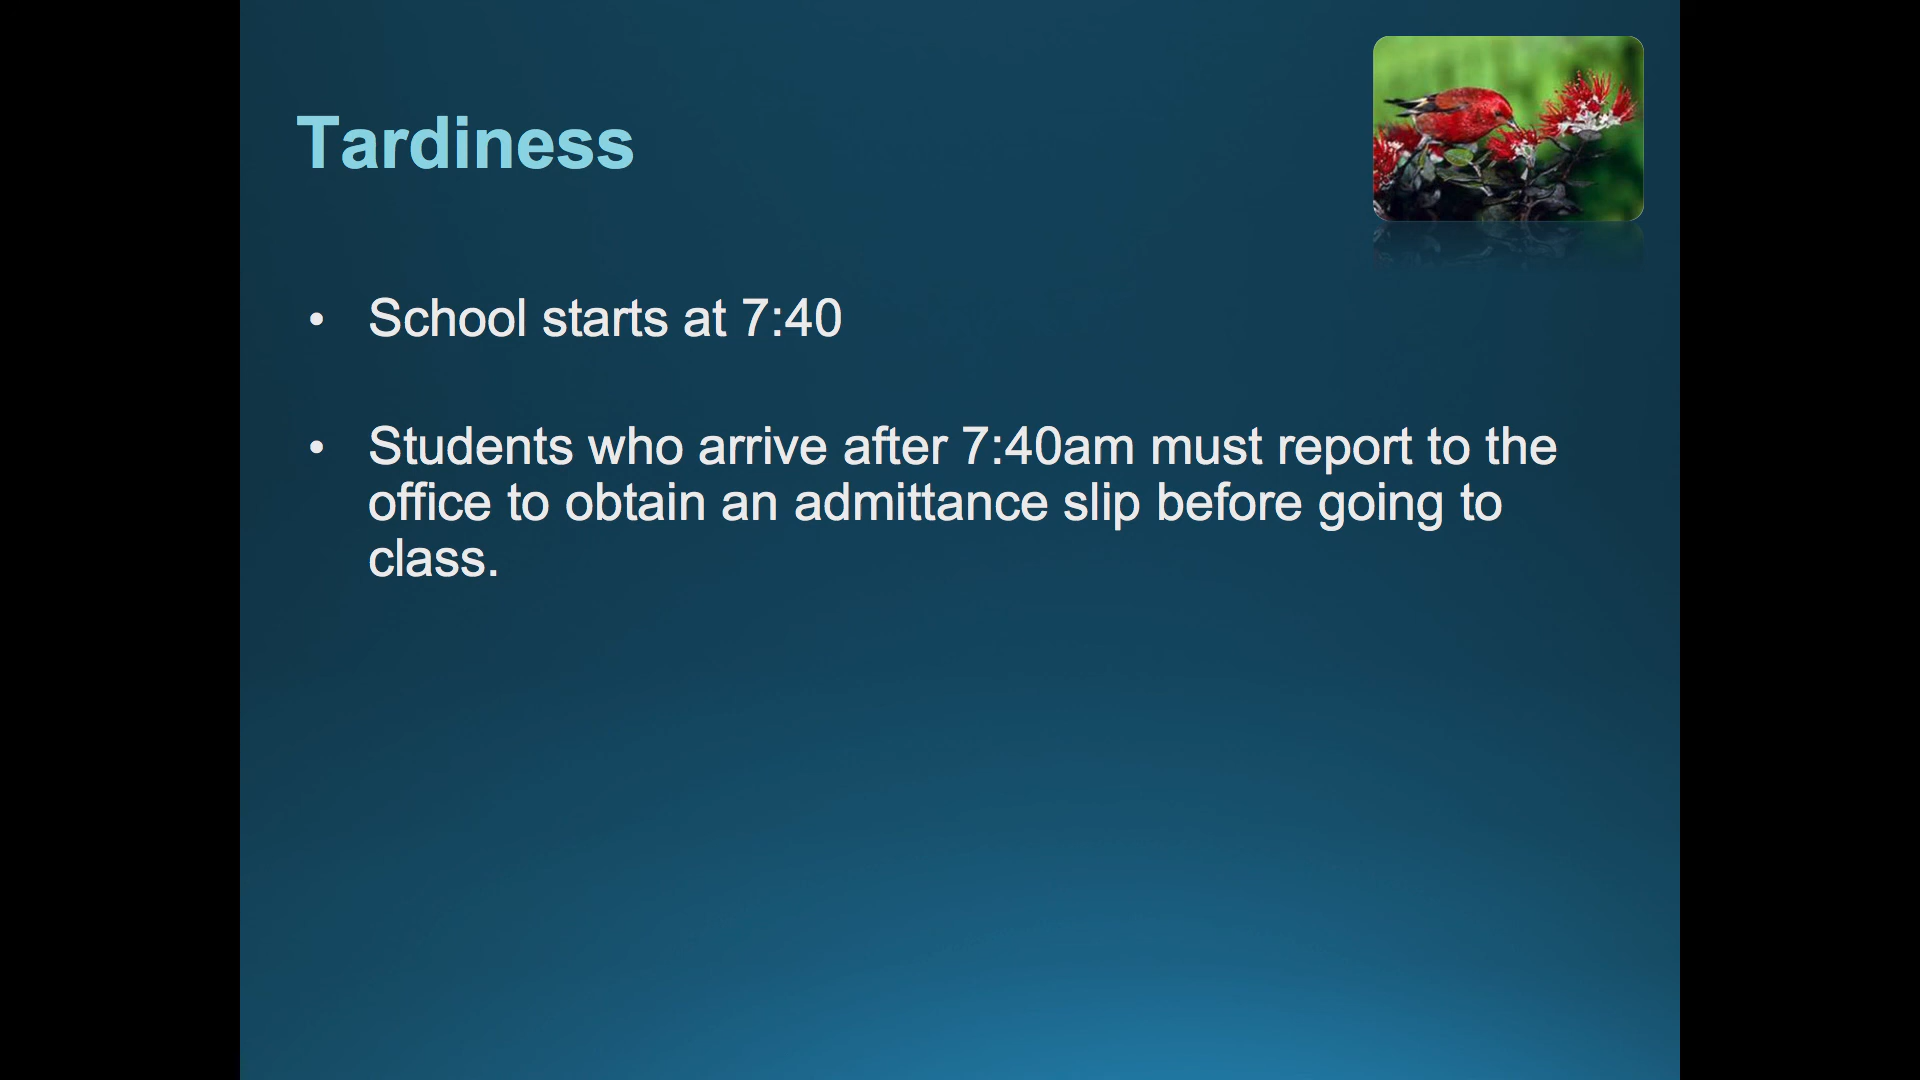 Tardiness
• School starts at 7:40
• Students who arrive after 7:40am must report to the
office to obtain an admittance slip before going to
class.